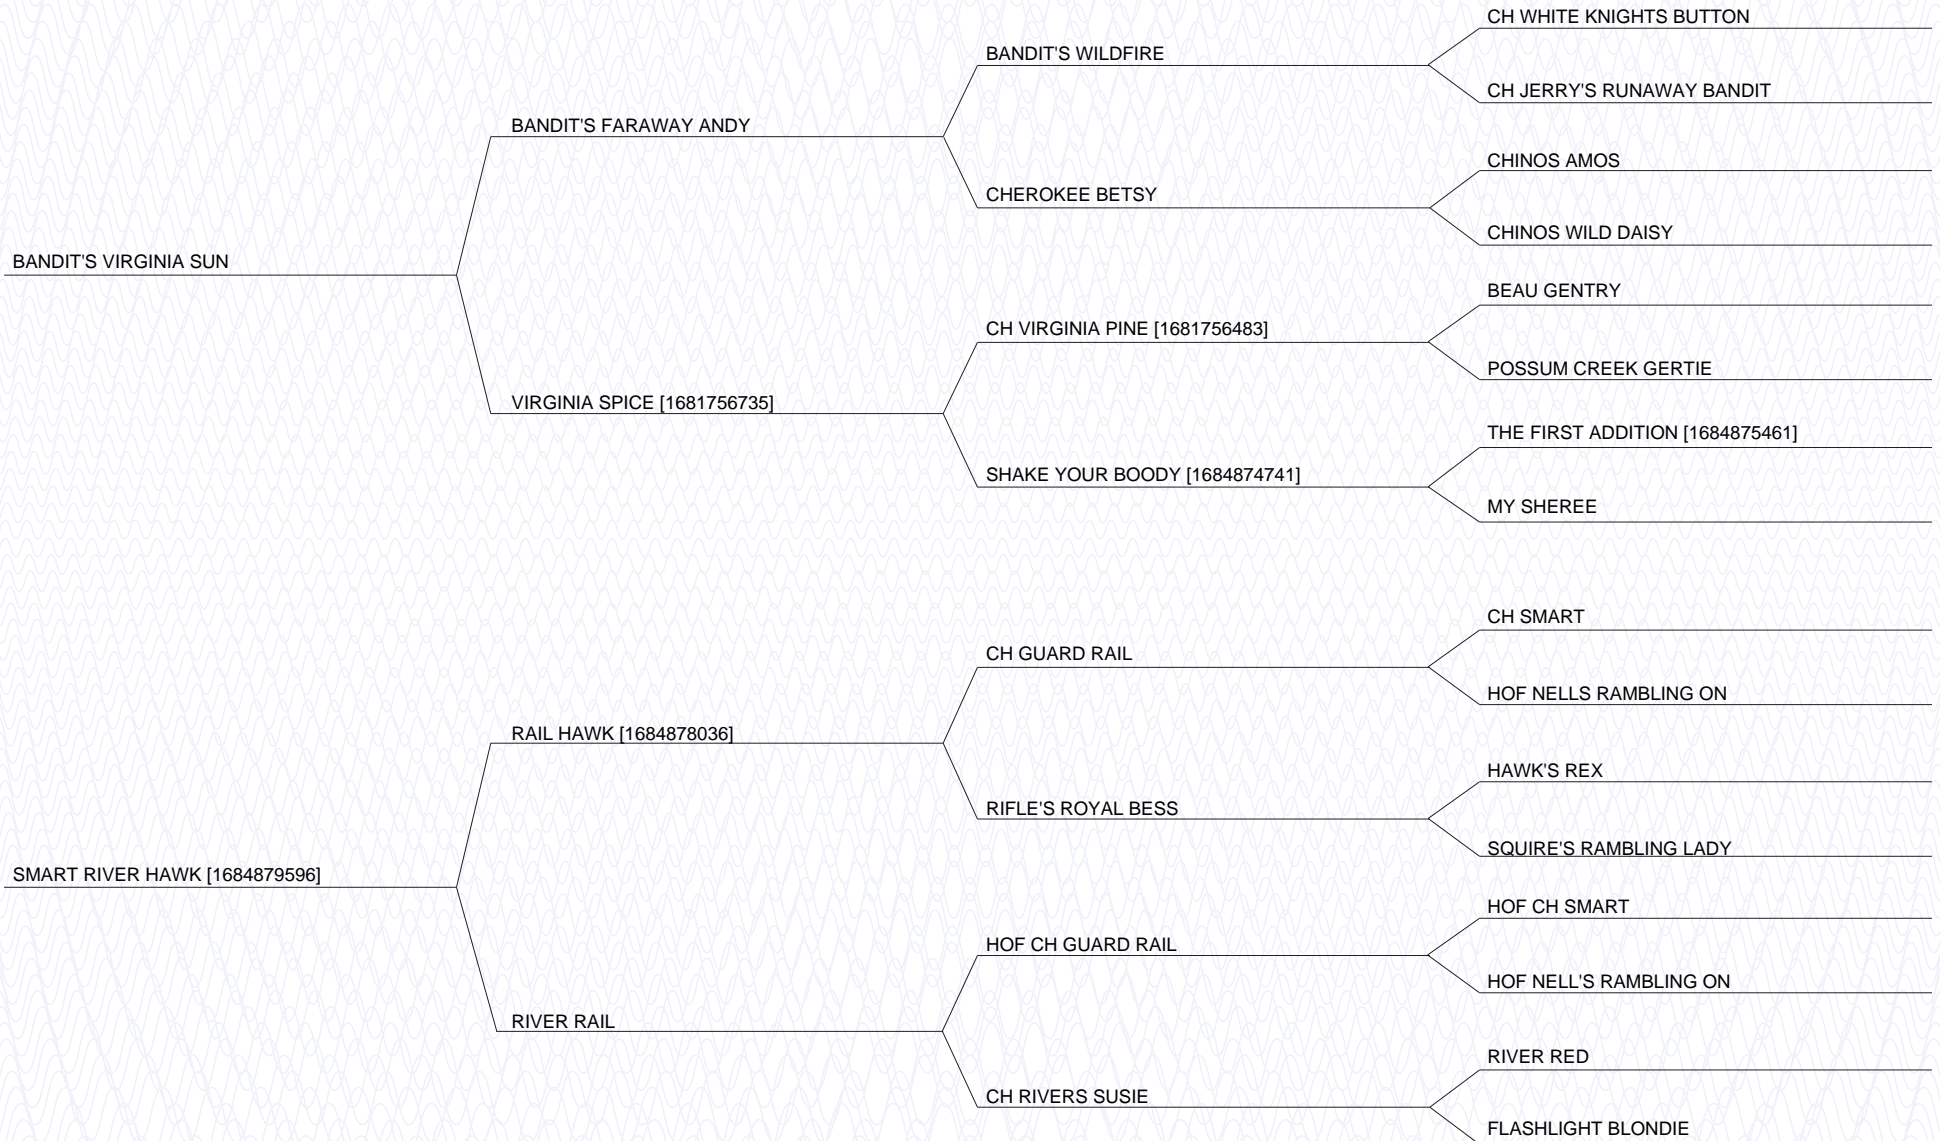 CH WHITE KNIGHTS BUTTON
BANDIT'S WILDFIRE
CH JERRY'S RUNAWAY BANDIT
BANDIT'S FARAWAY ANDY
CHINOS AMOS
CHEROKEE BETSY
CHINOS WILD DAISY
BANDIT'S VIRGINIA SUN
BEAU GENTRY
CH VIRGINIA PINE [1681756483]
POSSUM CREEK GERTIE
VIRGINIA SPICE [1681756735]
THE FIRST ADDITION [1684875461]
SHAKE YOUR BOODY [1684874741]
MY SHEREE
CH SMART
CH GUARD RAIL
HOF NELLS RAMBLING ON
RAIL HAWK [1684878036]
HAWK'S REX
RIFLE'S ROYAL BESS
SQUIRE'S RAMBLING LADY
SMART RIVER HAWK [1684879596]
HOF CH SMART
HOF CH GUARD RAIL
HOF NELL'S RAMBLING ON
RIVER RAIL
RIVER RED
CH RIVERS SUSIE
FLASHLIGHT BLONDIE